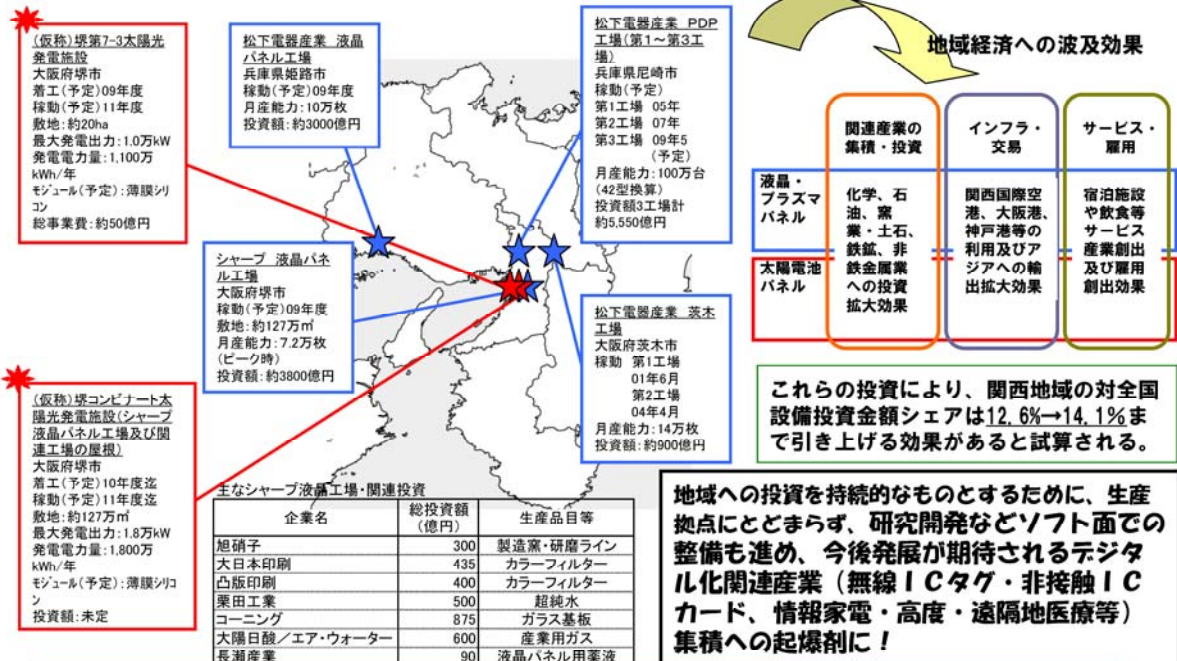 (仮称)堺第7-3太陽光
発電施設
大阪府堺市
着工(予定)09年度
稼動(予定)11年度
敷地:約20ha
最大発電出力:1.0万kW
発電電力量:1,100万
kWh/年
モジュール(予定):薄膜シリ
コン
総事業費:約50億円
松下電器産業 液晶
パネル工場
兵庫県姫路市
稼動(予定)09年度
月産能力:10万枚
投資額:約3000億円
松下電器産業 PDP
工場(第1～第3工
場)
兵庫県尼崎市
稼動(予定)
第1工場 05年
第2工場 07年
第3工場 09年5
(予定)
月産能力:100万台
(42型換算)
投資額3工場計
約5,550億円
シャープ 液晶パネ
ル工場
大阪府堺市
稼動(予定)09年度
敷地:約127万㎡
月産能力:7.2万枚
(ピーク時)
投資額:約3800億円
松下電器産業 茨木
工場
大阪府茨木市
稼動 第1工場
01年6月
第2工場
04年4月
月産能力:14万枚
投資額:約900億円
(仮称)堺コンビナート太
陽光発電施設(シャープ
液晶パネル工場及び関
連工場の屋根)
大阪府堺市
着工(予定)10年度迄
稼動(予定)11年度迄
敷地:約127万㎡
最大発電出力:1.8万kW
発電電力量:1,800万
kWh/年
モジュール(予定):薄膜シリコ
ン
投資額:未定
主なシャープ液晶工場・関連投資
企業名 総投資額(億円) 生産品目等
旭硝子 300 製造窯・研磨ライン
大日本印刷 435 カラーフィルター
凸版印刷 400 カラーフィルター
栗田工業 500 超純水
コーニング 875 ガラス基板
大陽日酸／エア・ウォーター 600 産業用ガス
長瀬産業 90 液晶パネル用薬液
地域経済への波及効果
関連産業の
集積・投資
インフラ・
交易
サービス・
雇用
液晶・
プラズマ
パネル
太陽電池
パネル
化学、石
油、窯
業・土石、
鉄鉱、非
鉄金属業
への投資
拡大効果
関西国際空
港、大阪港、
神戸港等の
利用及びア
ジアへの輸
出拡大効果
宿泊施設
や飲食等
サービス
産業創出
及び雇用
創出効果
これらの投資により、関西地域の対全国
設備投資金額シェアは12.6%→14.1%ま
で引き上げる効果があると試算される。
地域への投資を持続的なものとするために、生産
拠点にとどまらず、研究開発などソフト面での
整備も進め、今後発展が期待されるデジタ
ル化関連産業（無線ＩＣタグ・非接触ＩＣ
カード、情報家電・高度・遠隔地医療等）
集積への起爆剤に！